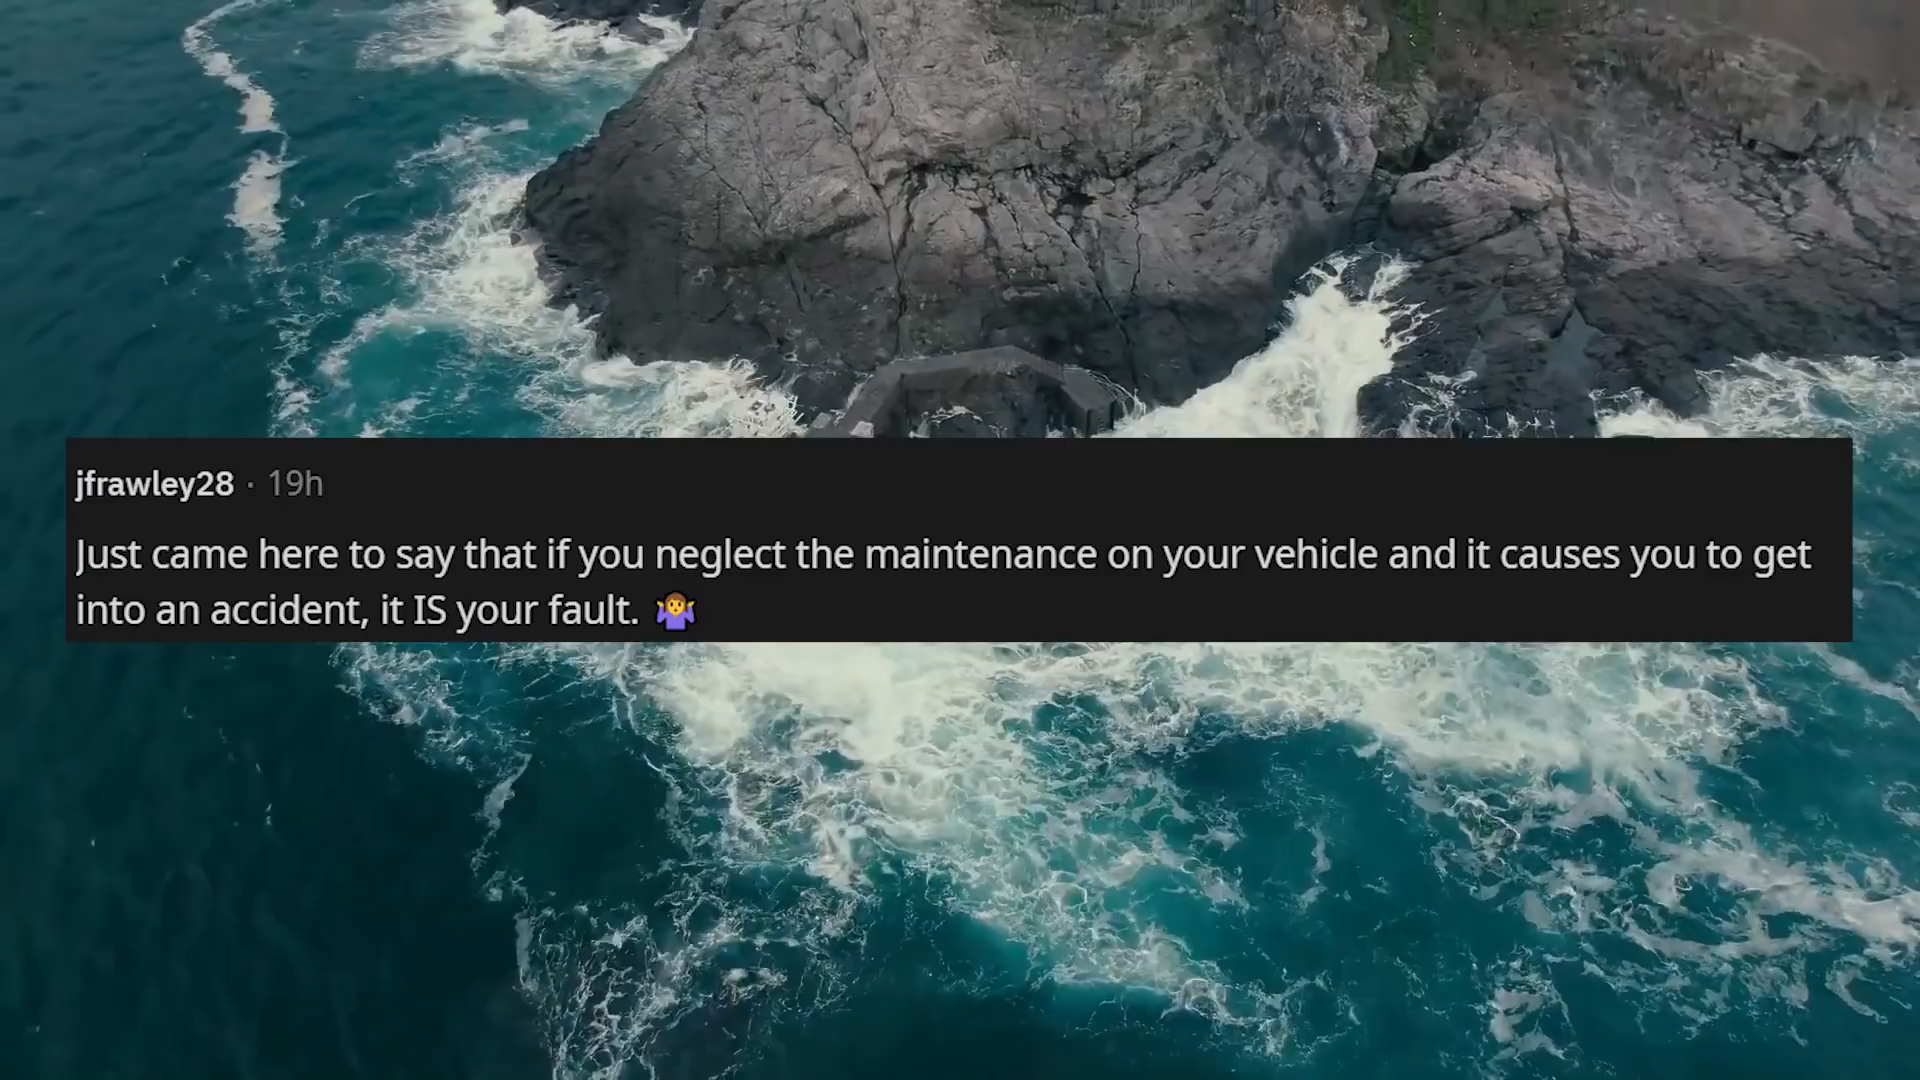 jfrawley28 · 19h
Just came here to say that if you neglect the maintenance on your vehicle and it causes you to get
into an accident, it IS your fault. 🤷‍♀️